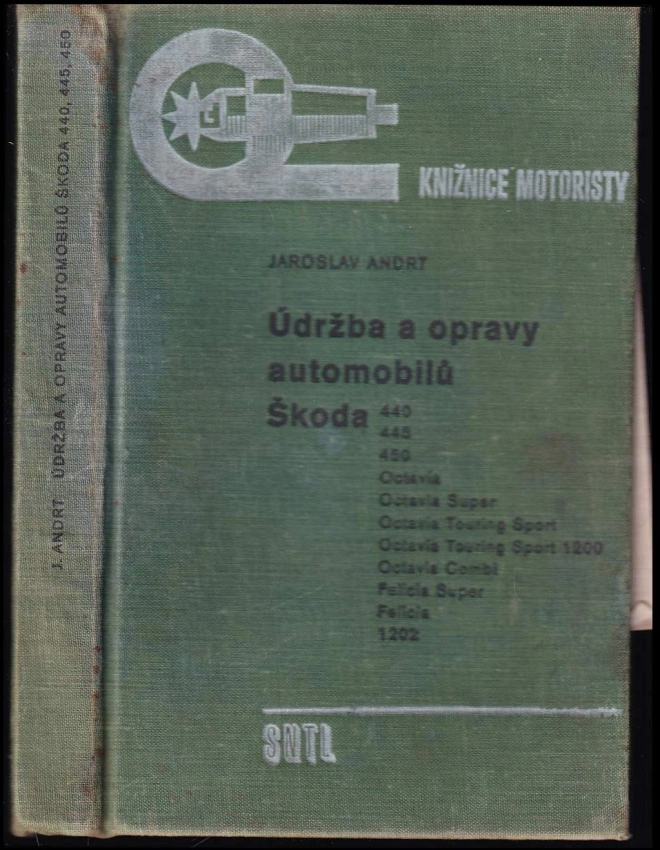 J. ANDRT ÚDRŽBA A OPRAVY AUTOMOBILŮ ŠKODA 440, 445, 450
KNIŽNICE MOTORISTY
JAROSLAV ANDRT
Údržba a opravy
automobilů
Škoda 440
445
450
Octavia
Octavia Super
Octavia Touring Sport
Octavia Touring Sport 1200
Octavia Combi
Felicia Super
Felicia
1202
SNTL